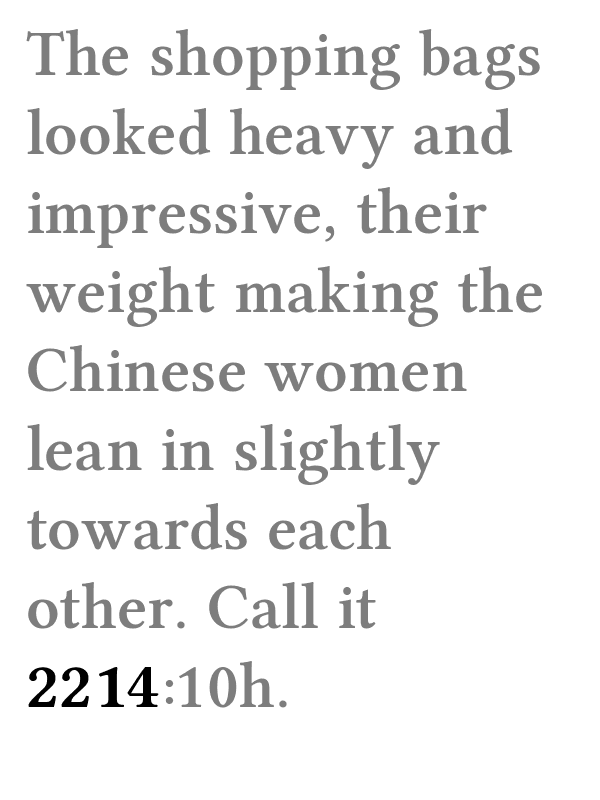 The shopping bags
looked heavy and
impressive, their
weight making the
Chinese women
lean in slightly
towards each
other. Call it
2214:10h.